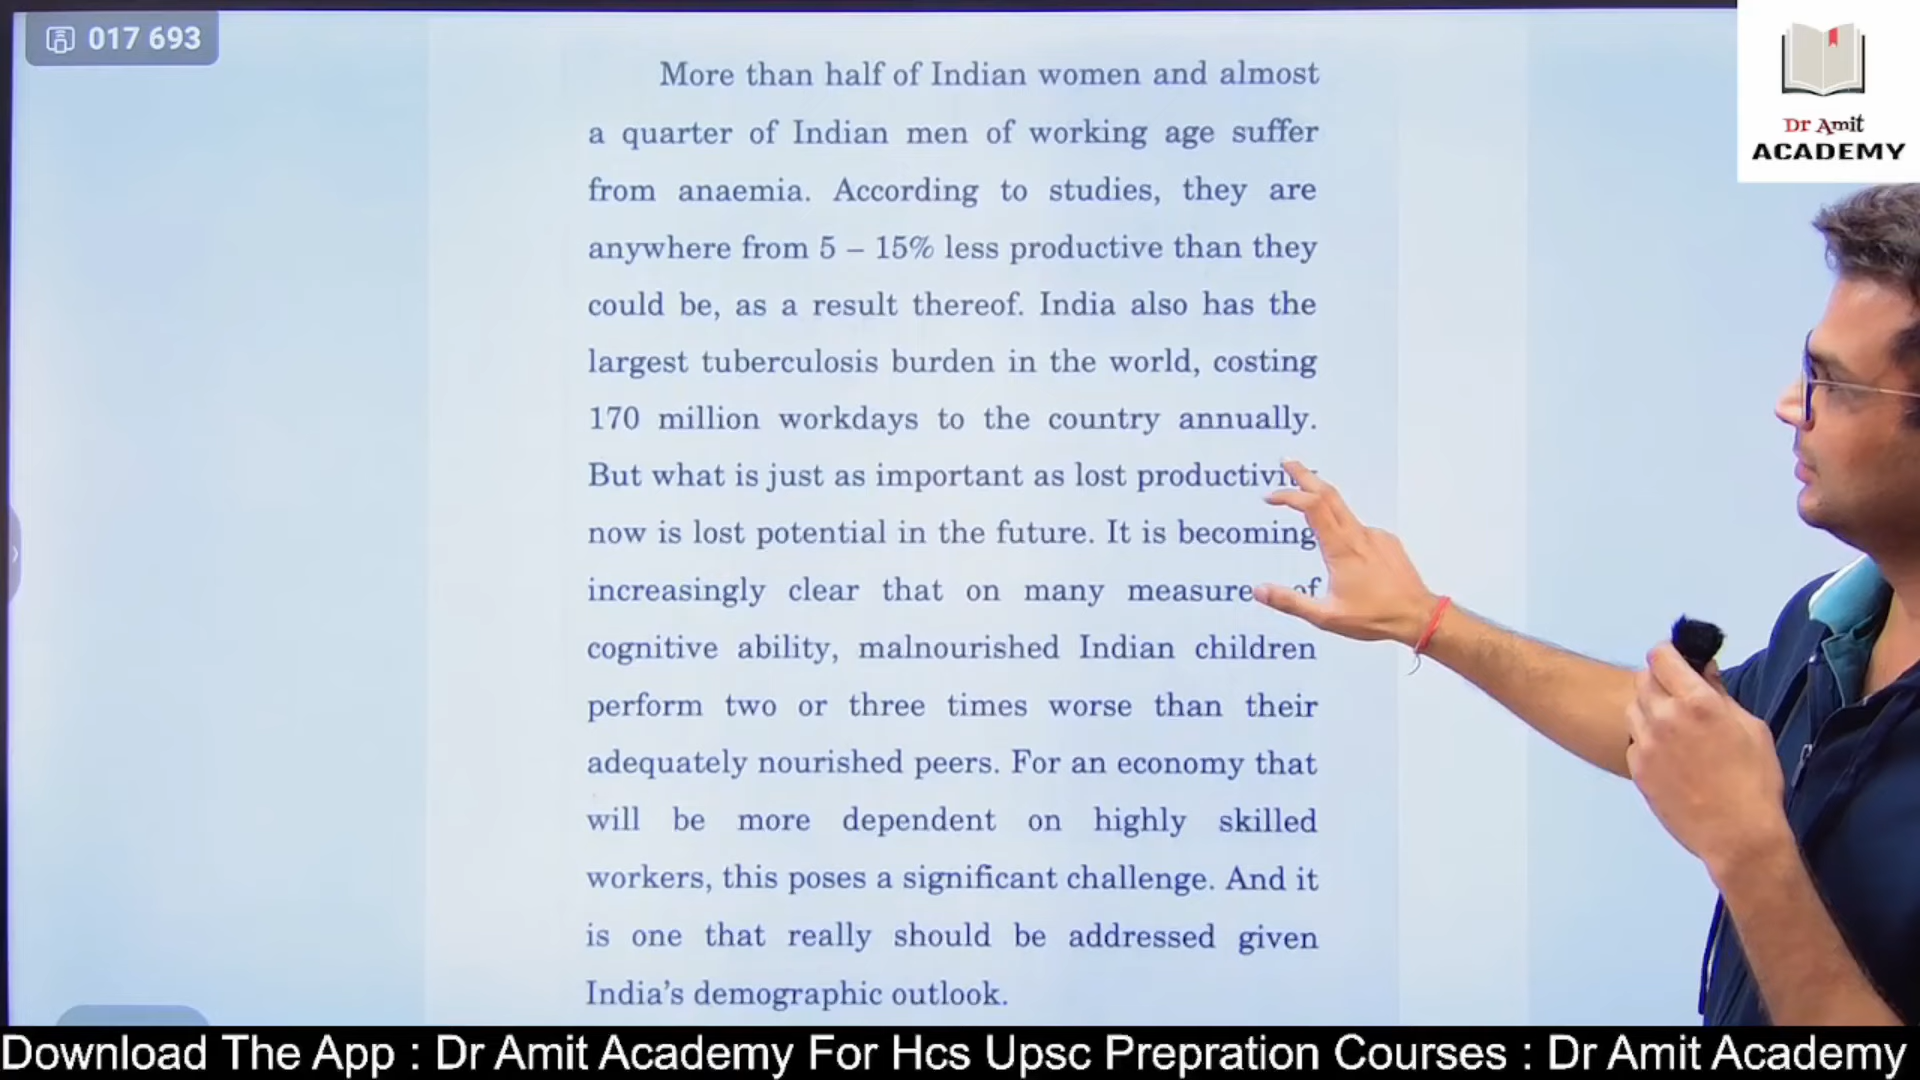 017 693
Dr Amit
ACADEMY
More than half of Indian women and almost
a quarter of Indian men of working age suffer
from anaemia. According to studies, they are
anywhere from 5 – 15% less productive than they
could be, as a result thereof. India also has the
largest tuberculosis burden in the world, costing
170 million workdays to the country annually.
But what is just as important as lost
now is lost potential in the future. It is becoming
increasingly clear that on many of
cognitive ability, malnourished Indian children
perform two or three times worse than their
adequately nourished peers. For an economy that
will be more dependent on highly skilled
workers, this poses a significant challenge. And it
is one that really should be addressed given
India's demographic outlook.
Download The App : Dr Amit Academy For Hcs Upsc Prepration Courses : Dr Amit Academy